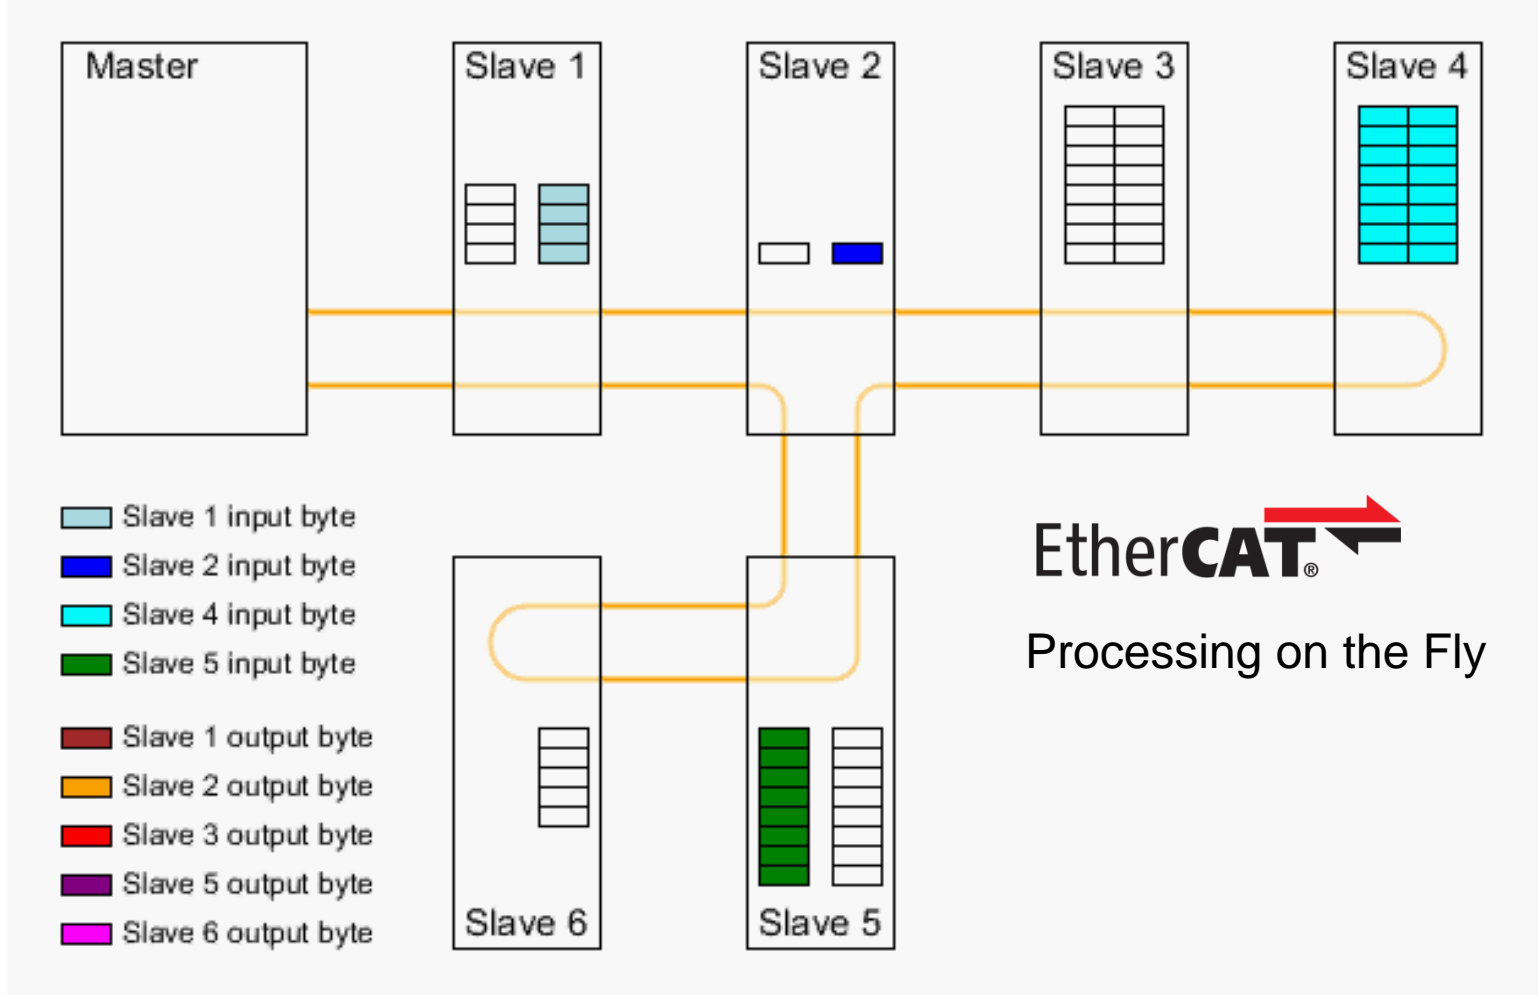 Master
Slave 1
Slave 2
Slave 3
Slave 4
Slave 1 input byte
Slave 2 input byte
Slave 4 input byte
Slave 5 input byte
Slave 1 output byte
Slave 2 output byte
Slave 3 output byte
Slave 5 output byte
Slave 6 output byte
Slave 6
Slave 5
EtherCAT®
Processing on the Fly